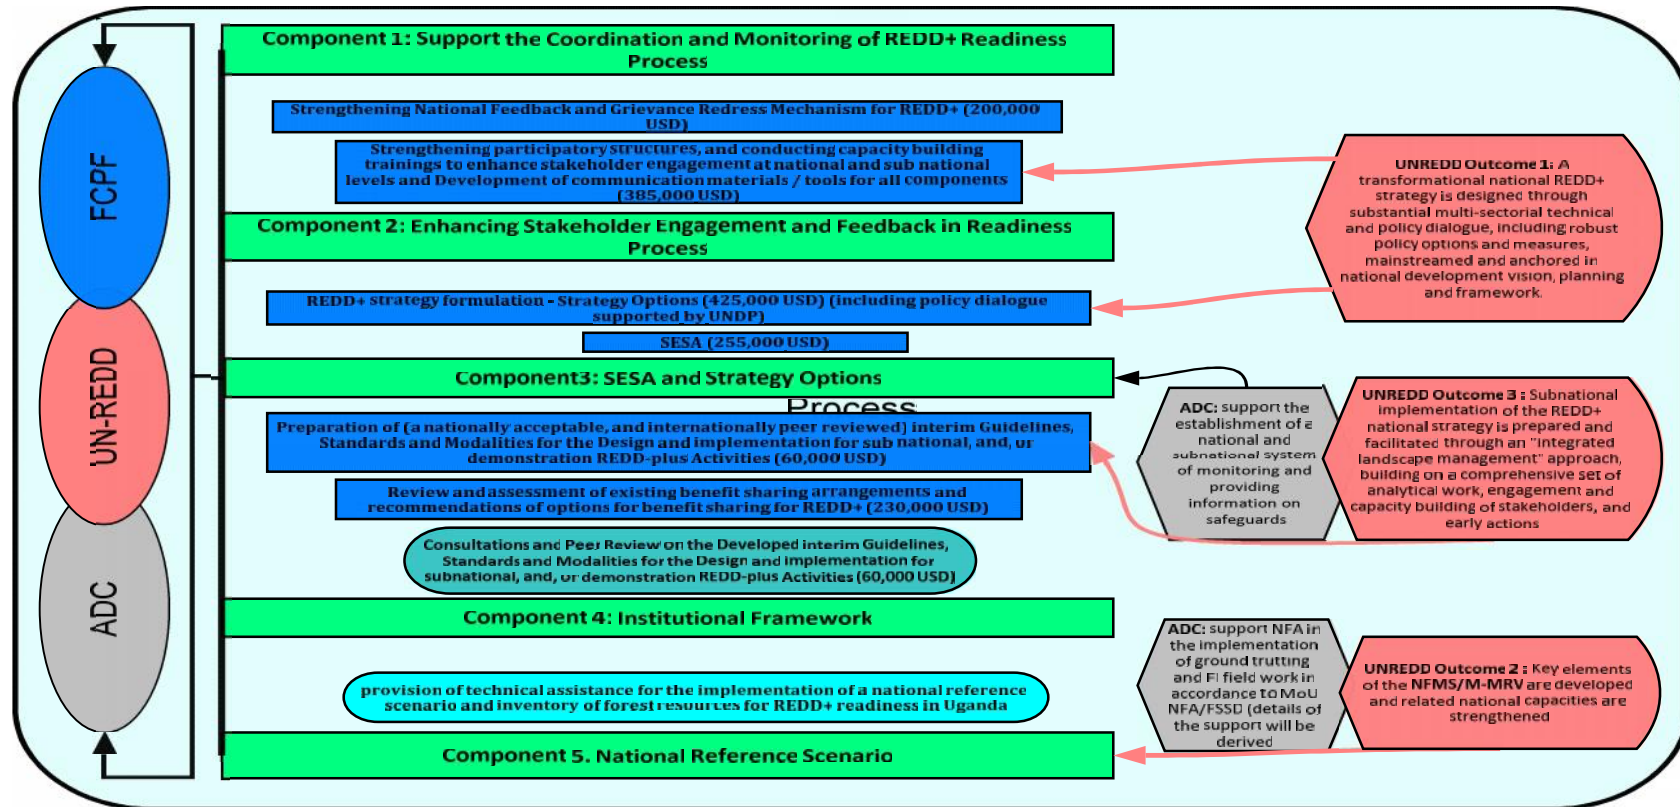 FCPF
UN-REDD
ADC
Component 1: Support the Coordination and Monitoring of REDD+ Readiness
Process
Strengthening National Feedback and Grievance Redress Mechanism for REDD+ (200,000
USD)
Strengthening participatory structures, and conducting capacity building
trainings to enhance stakeholder engagement at national and sub national
levels and Development of communication materials / tools for all components
(385,000 USD)
Component 2: Enhancing Stakeholder Engagement and Feedback in Readiness
Process
REDD+ strategy formulation - Strategy Options (425,000 USD) (including policy dialogue
supported by UNDP)
SESA (255,000 USD)
Component3: SESA and Strategy Options
Process
Preparation of (a nationally acceptable, and internationally peer reviewed) interim Guidelines,
Standards and Modalities for the Design and implementation for sub national, and, or
demonstration REDD-plus Activities (60,000 USD)
Review and assessment of existing benefit sharing arrangements and
recommendations of options for benefit sharing for REDD+ (230,000 USD)
Consultations and Peer Review on the Developed interim Guidelines,
Standards and Modalities for the Design and implementation for
subnational, and, or demonstration REDD-plus Activities (60,000 USD)
Component 4: Institutional Framework
provision of technical assistance for the implementation of a national reference
scenario and inventory of forest resources for REDD+ readiness in Uganda
Component 5. National Reference Scenario
UNREDD Outcome 1: A
transformational national REDD+
strategy is designed through
substantial multi-sectorial technical
and policy dialogue, including robust
policy options and measures,
mainstreamed and anchored in
national development vision, planning
and framework.
ADC: support the
establishment of a
national and
subnational system
of monitoring and
providing
information on
safeguards
UNREDD Outcome 3 : Subnational
implementation of the REDD+
national strategy is prepared and
facilitated through an "integrated
landscape management" approach,
building on a comprehensive set of
analytical work, engagement and
capacity building of stakeholders, and
early actions
ADC: support NFA in
the implementation
of ground trutting
and FI field work in
accordance to MoU
NFA/FSSD (details of
the support will be
derived
UNREDD Outcome 2 : Key elements
of the NFMS/M-MRV are developed
and related national capacities are
strengthened